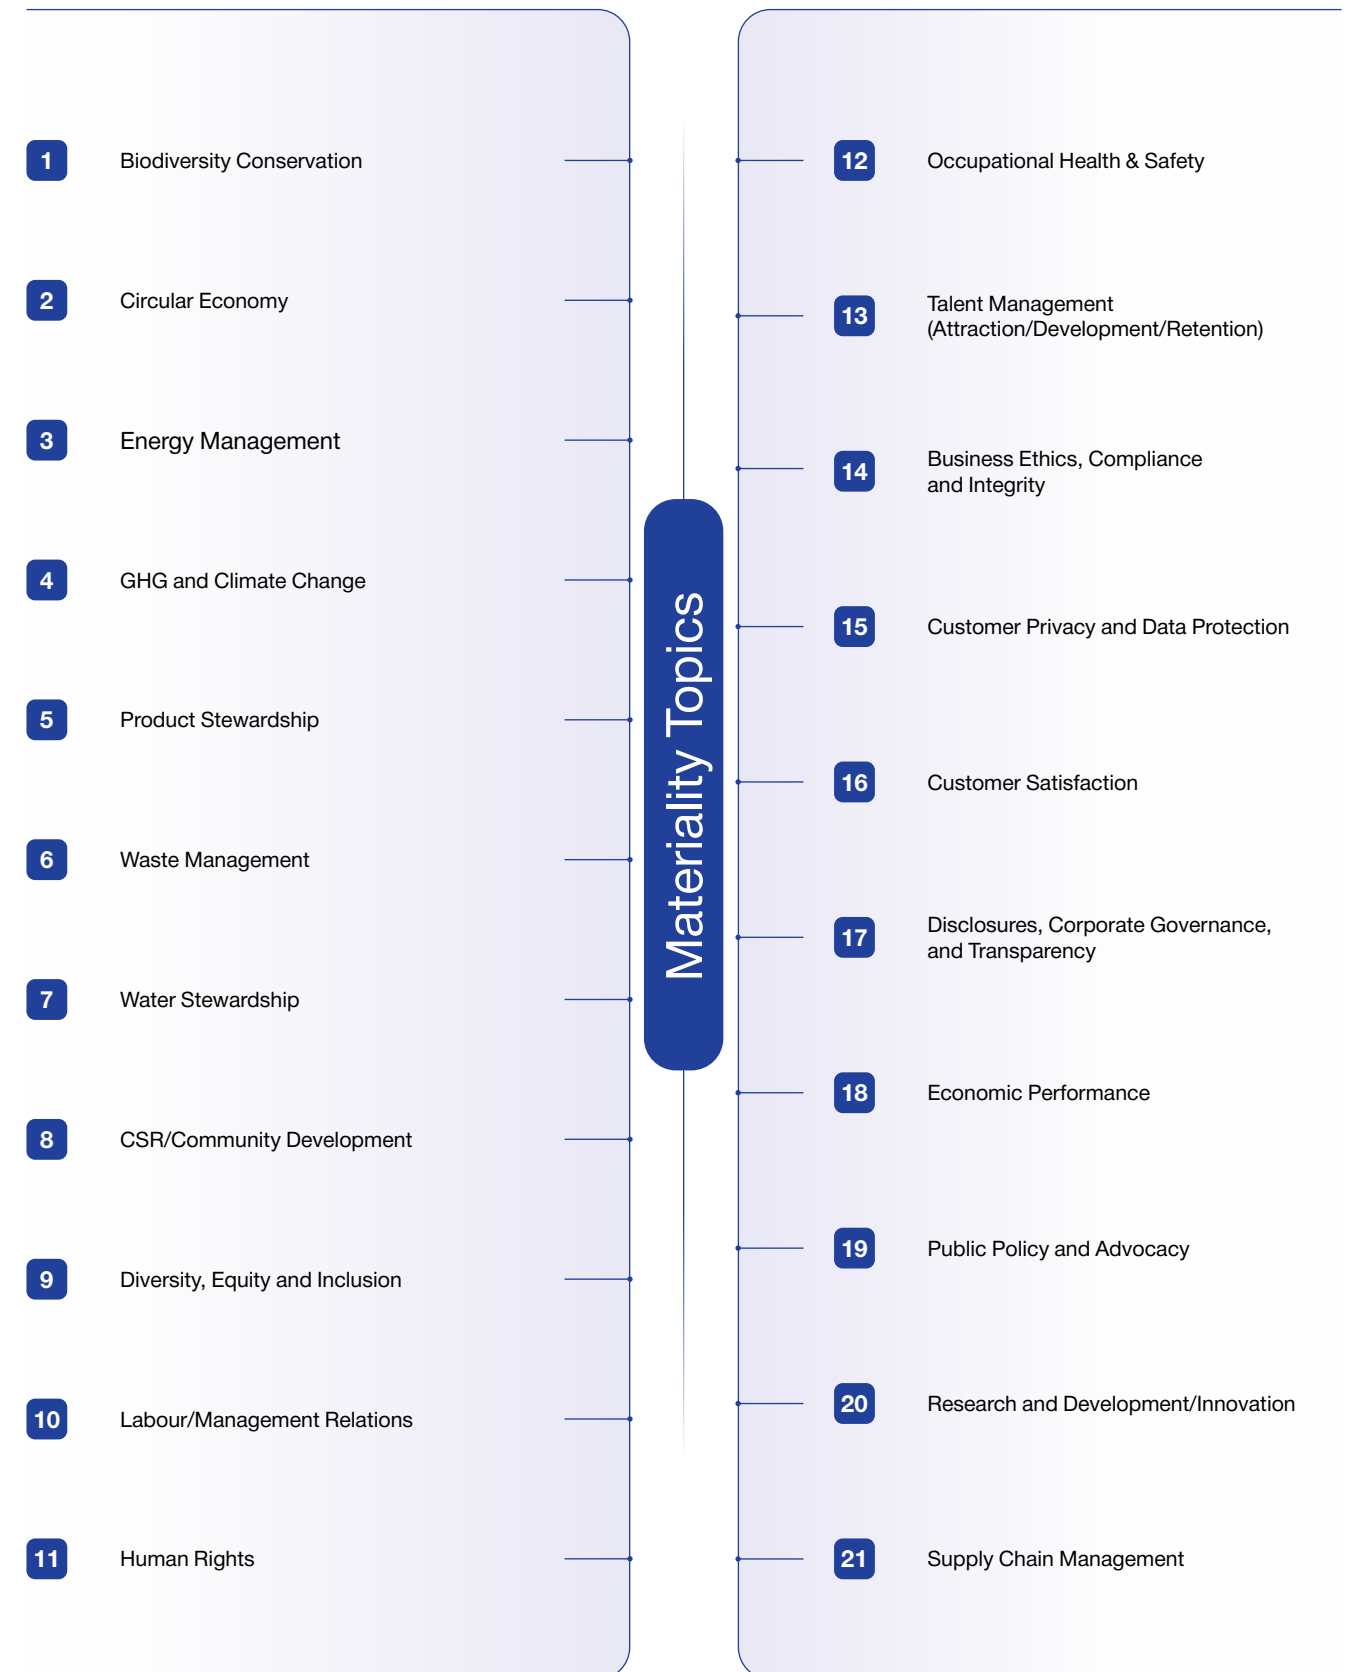 1
Biodiversity Conservation
2
Circular Economy
3
Energy Management
4
GHG and Climate Change
5
Product Stewardship
6
Waste Management
7
Water Stewardship
8
CSR/Community Development
9
Diversity, Equity and Inclusion
10
Labour/Management Relations
11
Human Rights
Materiality Topics
12
Occupational Health & Safety
13
Talent Management
(Attraction/Development/Retention)
14
Business Ethics, Compliance
and Integrity
15
Customer Privacy and Data Protection
16
Customer Satisfaction
17
Disclosures, Corporate Governance,
and Transparency
18
Economic Performance
19
Public Policy and Advocacy
20
Research and Development/Innovation
21
Supply Chain Management